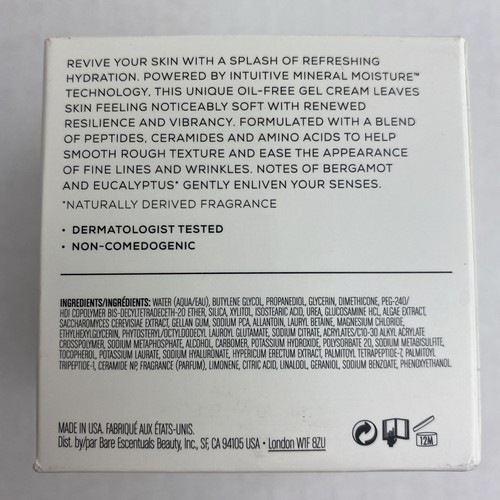 REVIVE YOUR SKIN WITH A SPLASH OF REFRESHING
HYDRATION. POWERED BY INTUITIVE MINERAL MOISTURE™
TECHNOLOGY, THIS UNIQUE OIL-FREE GEL CREAM LEAVES
SKIN FEELING NOTICEABLY SOFT WITH RENEWED
RESILIENCE AND VIBRANCY. FORMULATED WITH A BLEND
OF PEPTIDES, CERAMIDES AND AMINO ACIDS TO HELP
SMOOTH ROUGH TEXTURE AND EASE THE APPEARANCE
OF FINE LINES AND WRINKLES. NOTES OF BERGAMOT
AND EUCALYPTUS* GENTLY ENLIVEN YOUR SENSES.
*NATURALLY DERIVED FRAGRANCE
• DERMATOLOGIST TESTED
• NON-COMEDOGENIC
INGREDIENTS/INGRÉDIENTS: WATER (AQUA/EAU), BUTYLENE GLYCOL, PROPANEDIOL, GLYCERIN, DIMETHICONE, PEG-240/
HDI COPOLYMER BIS-DECYLTETRADECETH-20 ETHER, SILICA, XYLITOL, ISOSTEARIC ACID, UREA, GLUCOSAMINE HCL, ALGAE EXTRACT,
SACCHAROMYCES CEREVISIAE EXTRACT, GELLAN GUM, SODIUM PCA, ALLANTOIN, LAURYL BETAINE, MAGNESIUM CHLORIDE,
ETHYLHEXYLGLYCERIN, PHYTOSTERYL/OCTYLDODECYL LAUROYL GLUTAMATE, SODIUM CITRATE, ACRYLATES/C10-30 ALKYL ACRYLATE
CROSSPOLYMER, SODIUM METAPHOSPHATE, ALCOHOL, CARBOMER, POTASSIUM HYDROXIDE, POLYSORBATE 20, SODIUM METABISULFITE,
TOCOPHEROL, POTASSIUM LAURATE, SODIUM HYALURONATE, HYPERICUM ERECTUM EXTRACT, PALMITOYL TETRAPEPTIDE-7, PALMITOYL
TRIPEPTIDE-1, CERAMIDE NP, FRAGRANCE (PARFUM), LIMONENE, CITRIC ACID, LINALOOL, GERANIOL, SODIUM BENZOATE, PHENOXYETHANOL.
MADE IN USA. FABRIQUÉ AUX ÉTATS-UNIS.
Dist. by/par Bare Escentuals Beauty, Inc., SF, CA 94105 USA • London W1F 8ZU
12M